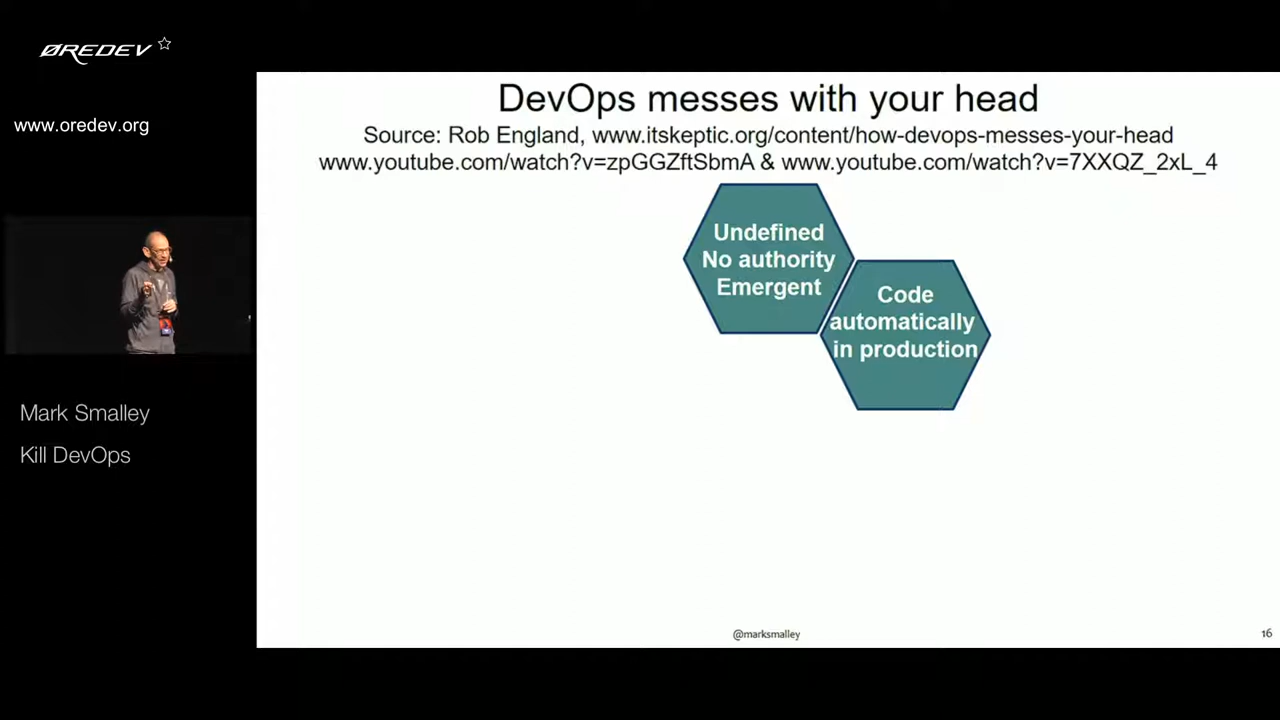 ØREDEV
www.oredev.org
Mark Smalley
Kill DevOps
DevOps messes with your head
Source: Rob England, www.itskeptic.org/content/how-devops-messes-your-head
www.youtube.com/watch?v=zpGGZftSbmA & www.youtube.com/watch?v=7XXQZ_2xL_4
Undefined
No authority
Emergent
Code
automatically
in production
@marksmalley
16